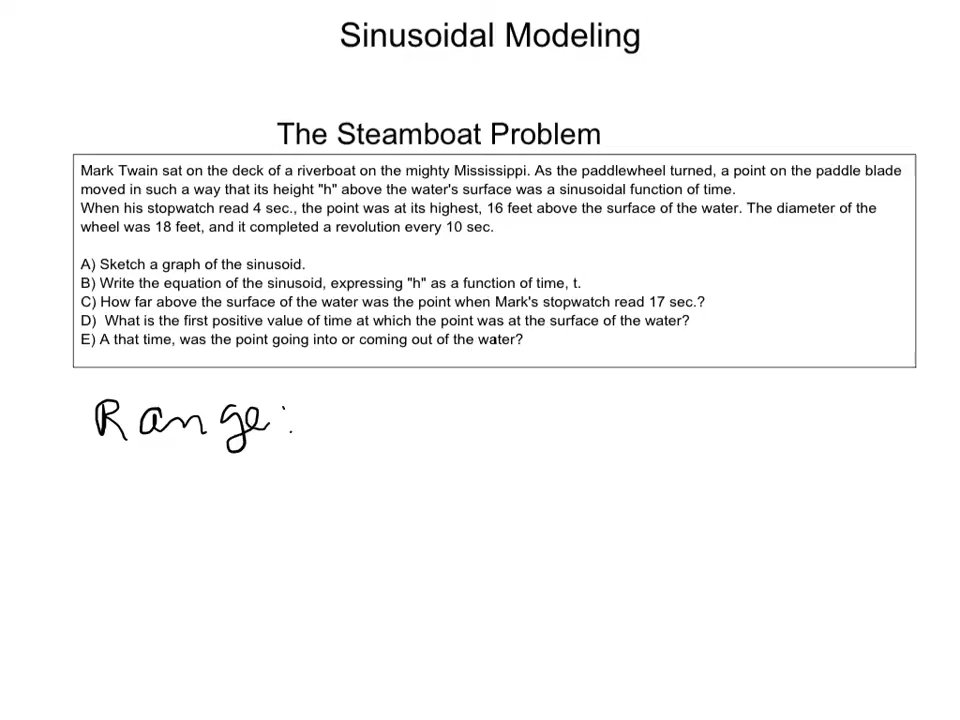 Sinusoidal Modeling
The Steamboat Problem
Mark Twain sat on the deck of a riverboat on the mighty Mississippi. As the paddlewheel turned, a point on the paddle blade
moved in such a way that its height "h" above the water's surface was a sinusoidal function of time.
When his stopwatch read 4 sec., the point was at its highest, 16 feet above the surface of the water. The diameter of the
wheel was 18 feet, and it completed a revolution every 10 sec.
A) Sketch a graph of the sinusoid.
B) Write the equation of the sinusoid, expressing "h" as a function of time, t.
C) How far above the surface of the water was the point when Mark's stopwatch read 17 sec.?
D) What is the first positive value of time at which the point was at the surface of the water?
E) A that time, was the point going into or coming out of the water?
Range: